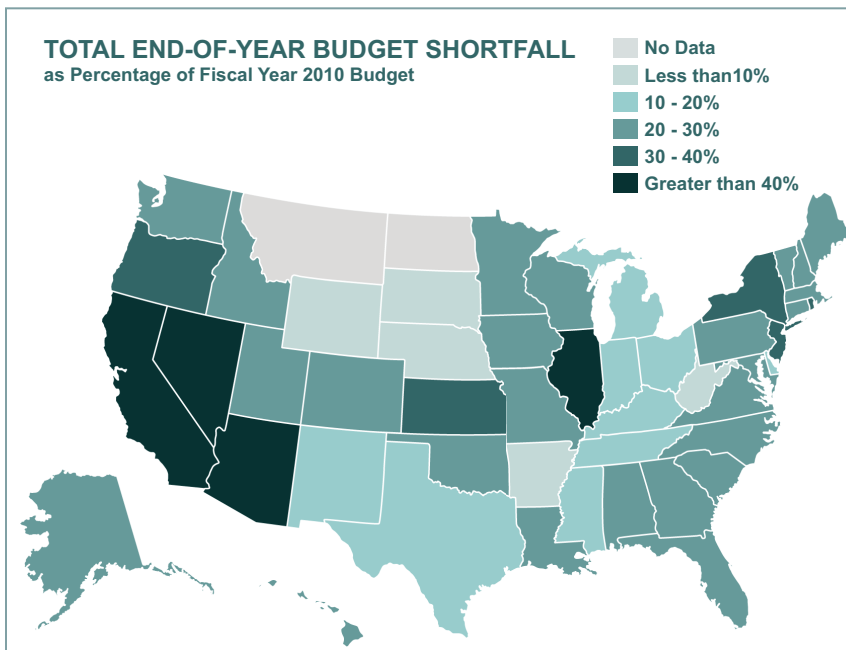 TOTAL END-OF-YEAR BUDGET SHORTFALL
as Percentage of Fiscal Year 2010 Budget
No Data
Less than10%
10 - 20%
20 - 30%
30 - 40%
Greater than 40%